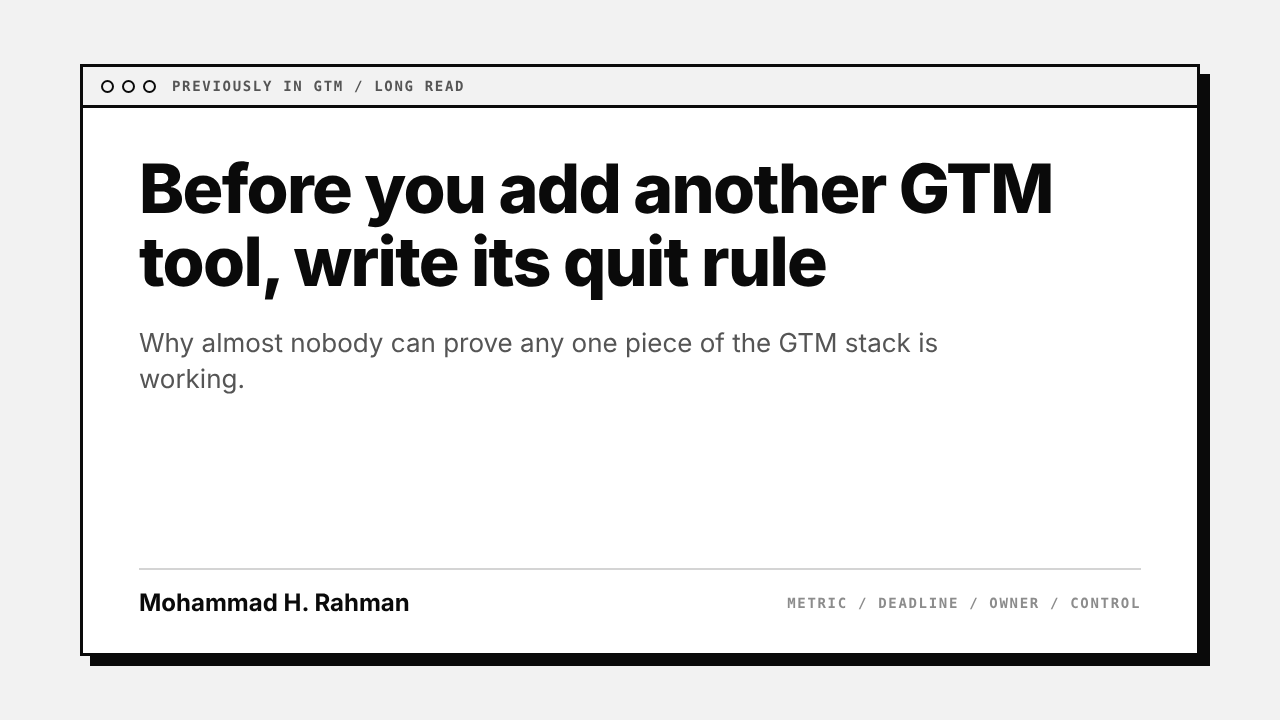 PREVIOUSLY IN GTM / LONG READ
Before you add another GTM
tool, write its quit rule
Why almost nobody can prove any one piece of the GTM stack is
working.
Mohammad H. Rahman
METRIC / DEADLINE / OWNER / CONTROL